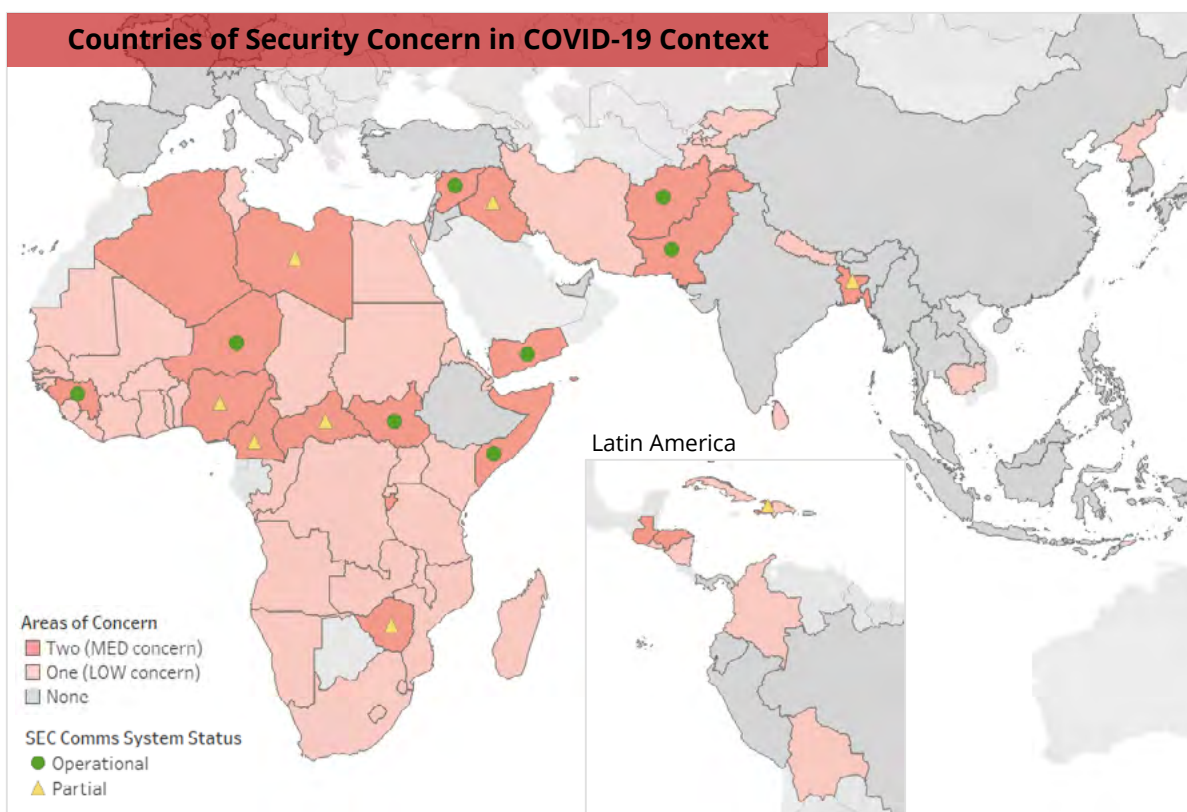 Countries of Security Concern in COVID-19 Context
Latin America
Areas of Concern
Two (MED concern)
One (LOW concern)
None
SEC Comms System Status
Operational
Partial